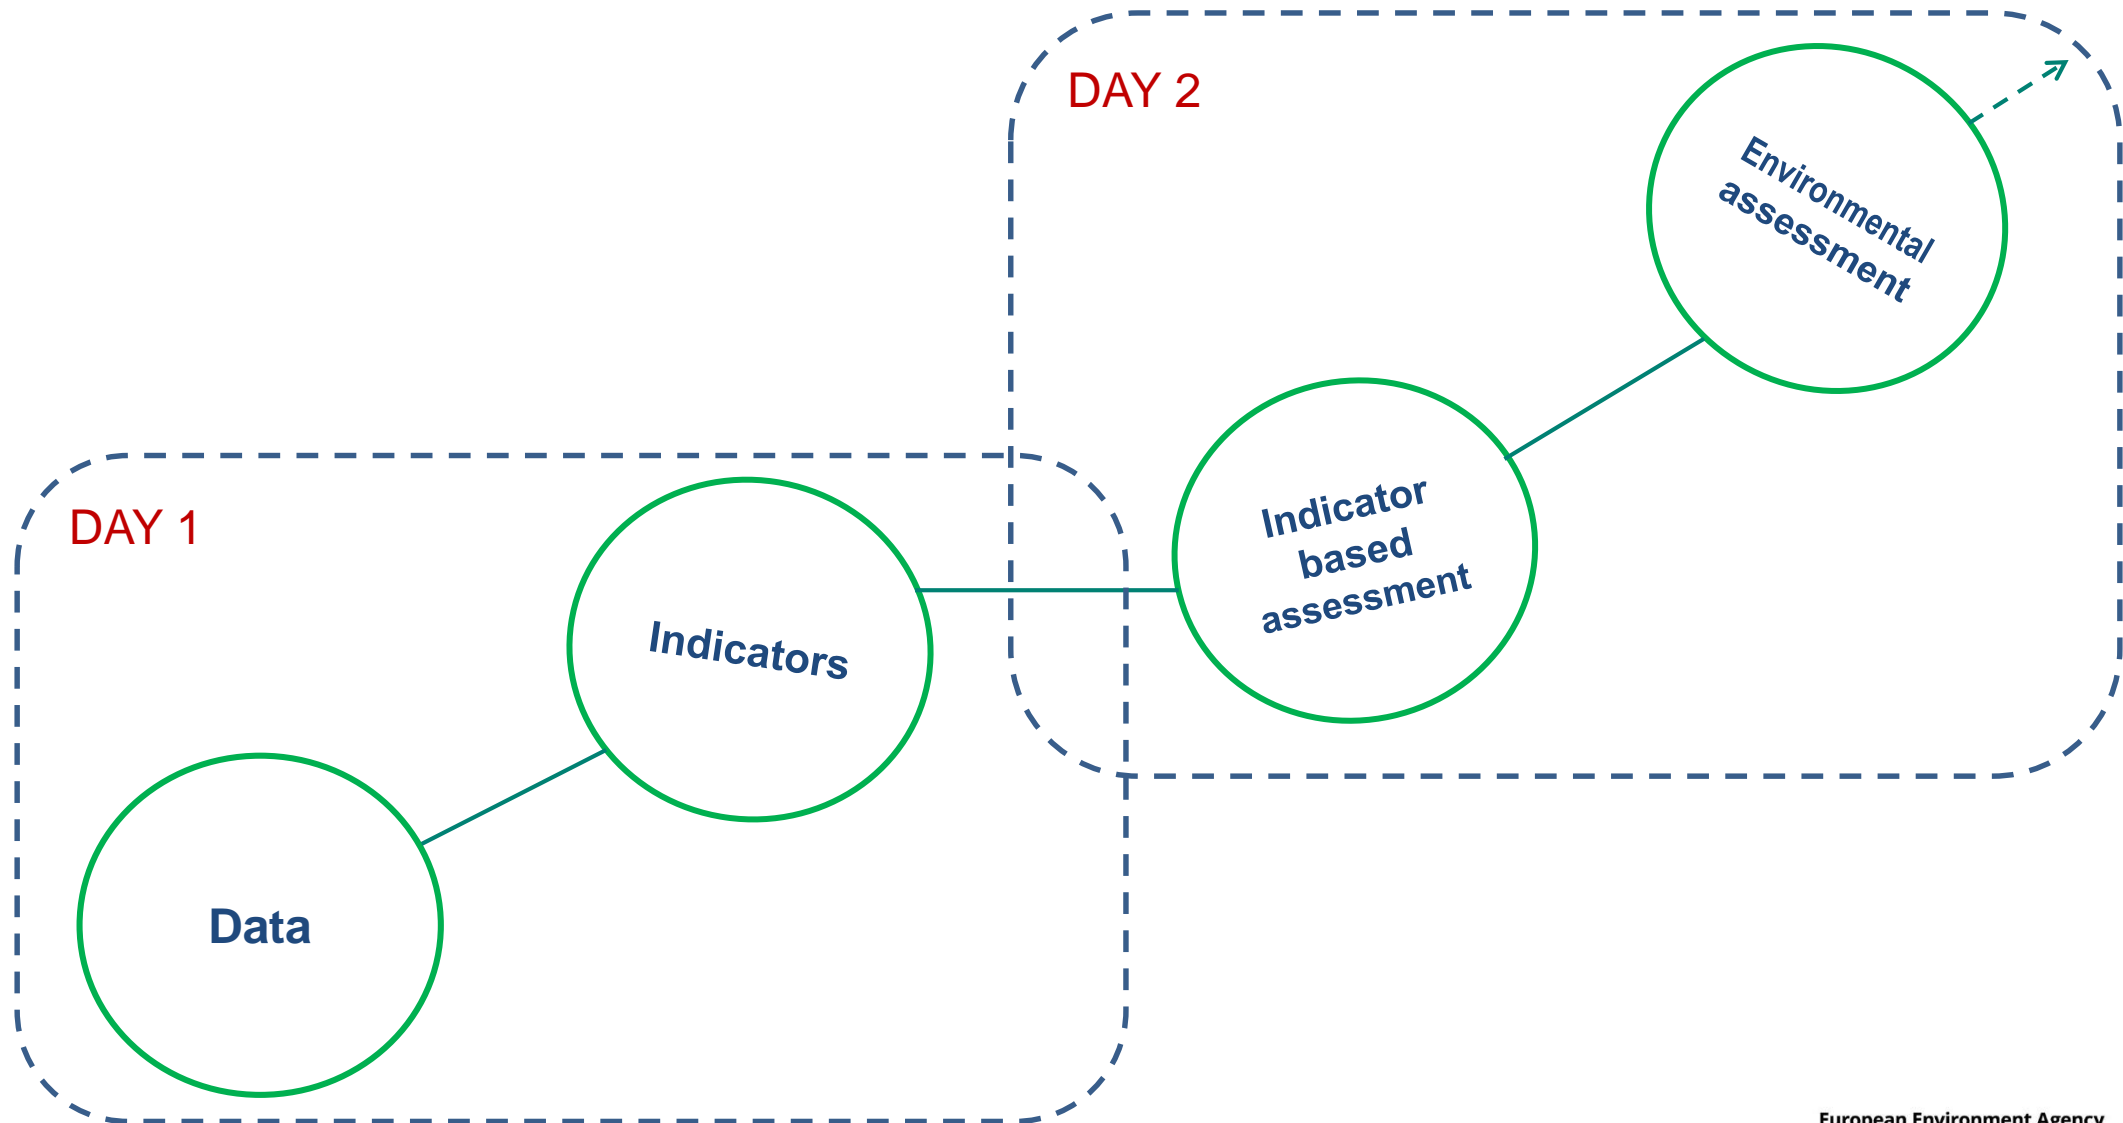 DAY 2
Environmental
assessment
Indicator
based
assessment
DAY 1
Indicators
Data
European Environment Agency